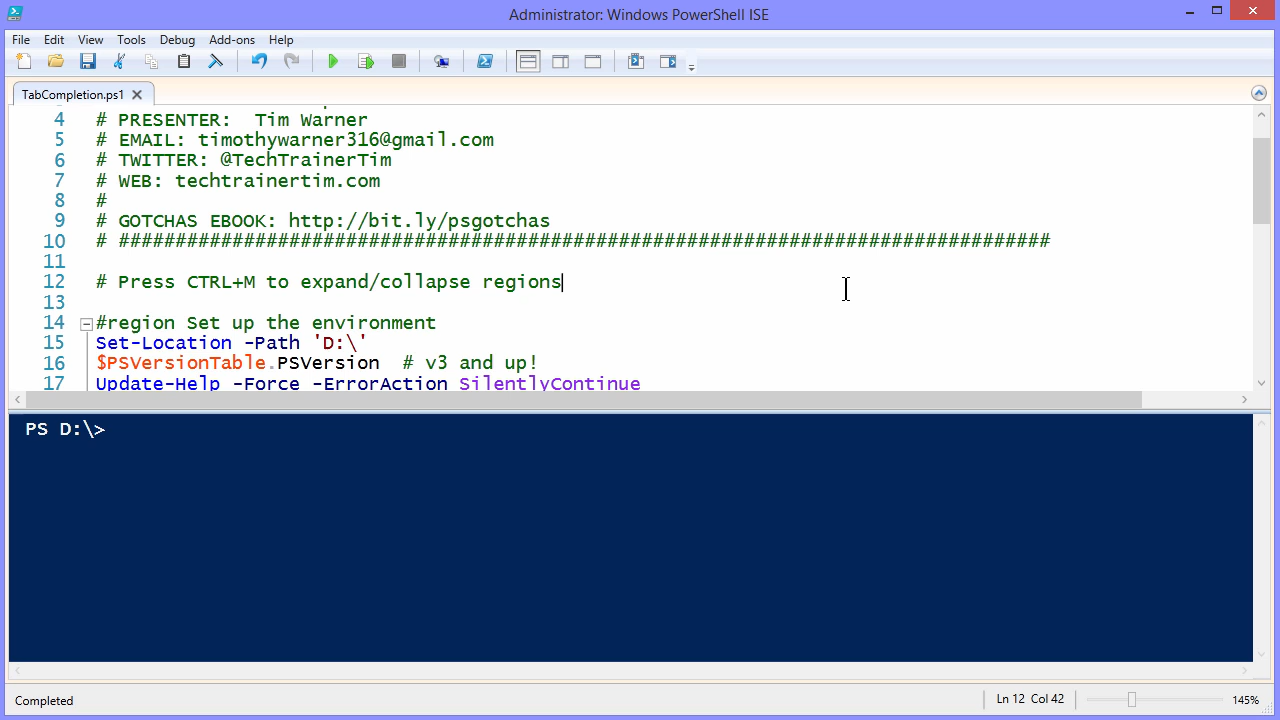 Administrator: Windows PowerShell ISE
File Edit View Tools Debug Add-ons Help
TabCompletion.ps1
4 # PRESENTER:  Tim Warner
5 # EMAIL: timothywarner316@gmail.com
6 # TWITTER: @TechTrainerTim
7 # WEB: techtrainertim.com
8 #
9 # GOTCHAS EBOOK: http://bit.ly/psgotchas
10 # ##################################################################################
11
12 # Press CTRL+M to expand/collapse regions
13
14 #region Set up the environment
15 Set-Location -Path 'D:\'
16 $PSVersionTable.PSVersion  # v3 and up!
17 Update-Help -Force -ErrorAction SilentlyContinue
PS D:\>
Completed Ln 12 Col 42 145%